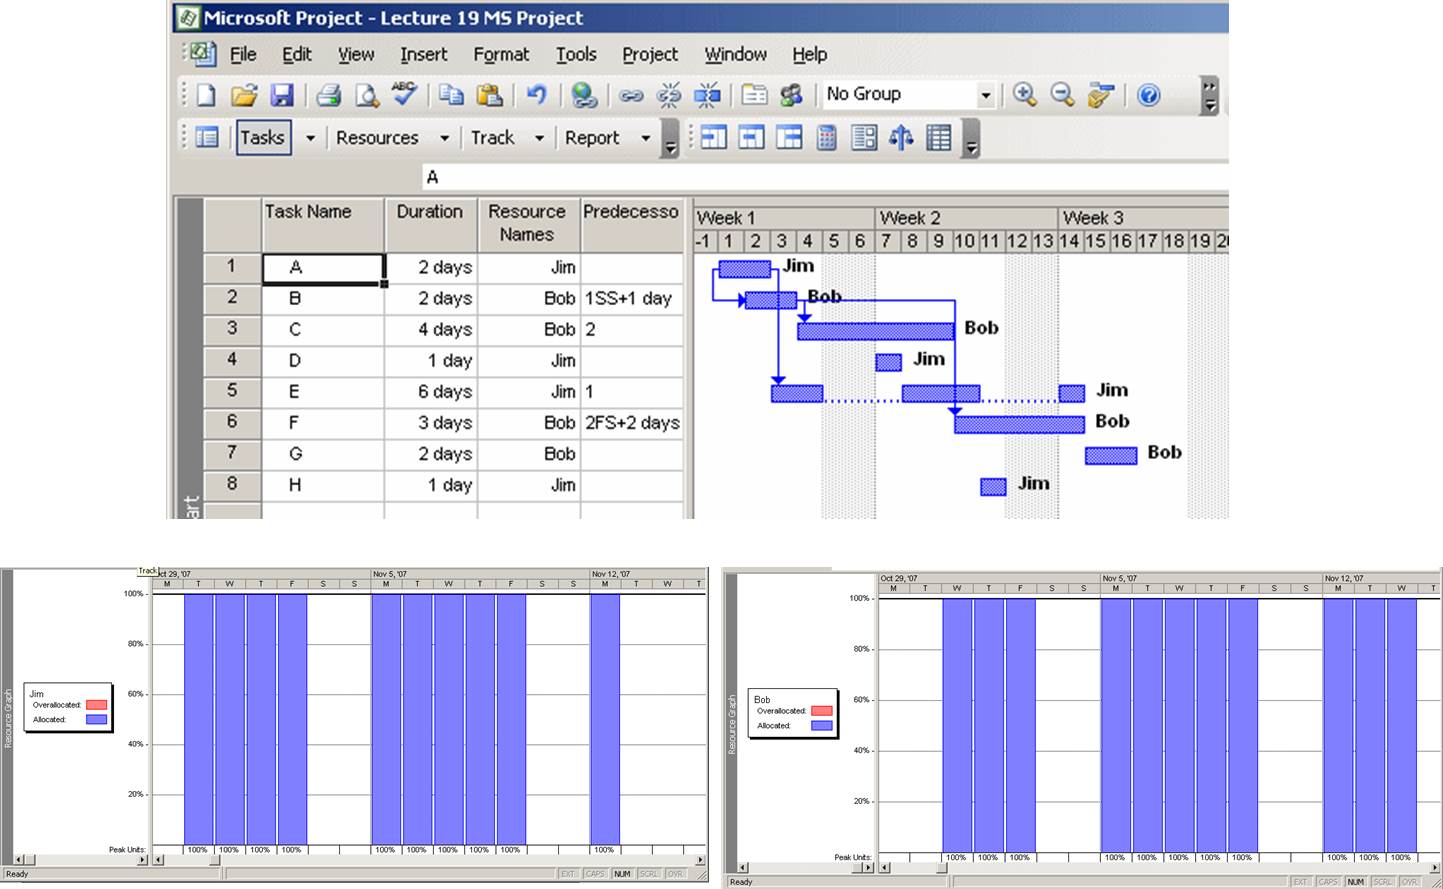 Microsoft Project - Lecture 19 MS Project
File Edit View Insert Format Tools Project Window Help
ABC No Group
Tasks Resources Track Report
A
Task Name Duration Resource Names Predecesso
Week 1 Week 2 Week 3
-1 1 2 3 4 5 6 7 8 9 10 11 12 13 14 15 16 17 18 19 20
1 A 2 days Jim Jim
2 B 2 days Bob 1SS+1 day Bob
3 C 4 days Bob 2 Bob
4 D 1 day Jim Jim
5 E 6 days Jim 1 Jim
6 F 3 days Bob 2FS+2 days Bob
7 G 2 days Bob Bob
8 H 1 day Jim Jim
art
Track
ct 29, '07 Nov 5, '07 Nov 12, '07
M T W T F S S M T W T F S S M T W T
100%
80%
60%
40%
20%
Resource Graph
Jim
Overallocated:
Allocated:
Peak Units: 100% 100% 100% 100% 100% 100% 100% 100% 100% 100%
Ready EXT CAPS NUM SCRL OVR
Oct 29, '07 Nov 5, '07 Nov 12, '07
M T W T F S S M T W T F S S M T W T
100%
80%
60%
40%
20%
Resource Graph
Bob
Overallocated:
Allocated:
Peak Units: 100% 100% 100% 100% 100% 100% 100% 100% 100% 100% 100%
Ready EXT CAPS NUM SCRL OVR